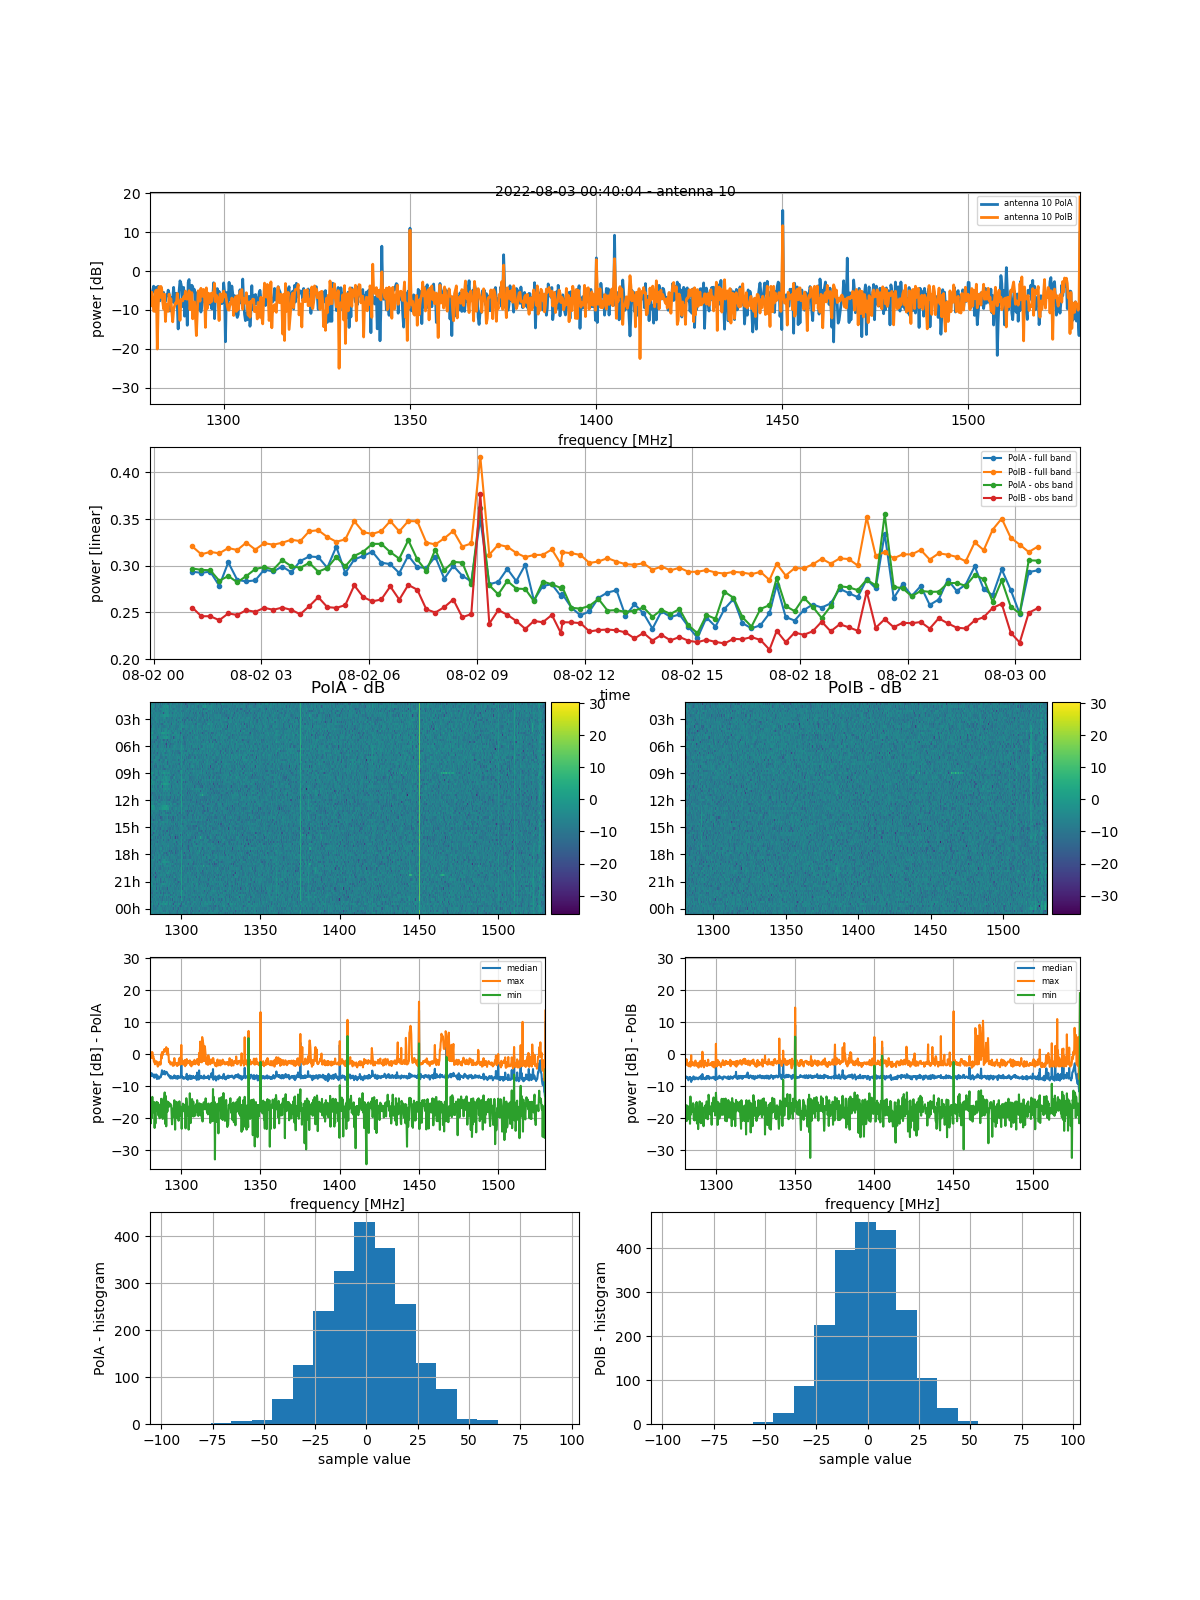 2022-08-03 00:40:04 - antenna 10
20
10
0
−10
−20
−30
power [dB]
antenna 10 PolA
antenna 10 PolB
1300 1350 1400 1450 1500
frequency [MHz]
0.40
0.35
0.30
0.25
0.20
power [linear]
PolA - full band
PolB - full band
PolA - obs band
PolB - obs band
08-02 00 08-02 03 08-02 06 08-02 09 08-02 12 08-02 15 08-02 18 08-02 21 08-03 00
time
PolA - dB
03h
06h
09h
12h
15h
18h
21h
00h
1300 1350 1400 1450 1500
30
20
10
0
−10
−20
−30
PolB - dB
03h
06h
09h
12h
15h
18h
21h
00h
1300 1350 1400 1450 1500
30
20
10
0
−10
−20
−30
power [dB] - PolA
30
20
10
0
−10
−20
−30
median
max
min
1300 1350 1400 1450 1500
frequency [MHz]
power [dB] - PolB
30
20
10
0
−10
−20
−30
median
max
min
1300 1350 1400 1450 1500
frequency [MHz]
PolA - histogram
400
300
200
100
0
−100 −75 −50 −25 0 25 50 75 100
sample value
PolB - histogram
400
300
200
100
0
−100 −75 −50 −25 0 25 50 75 100
sample value